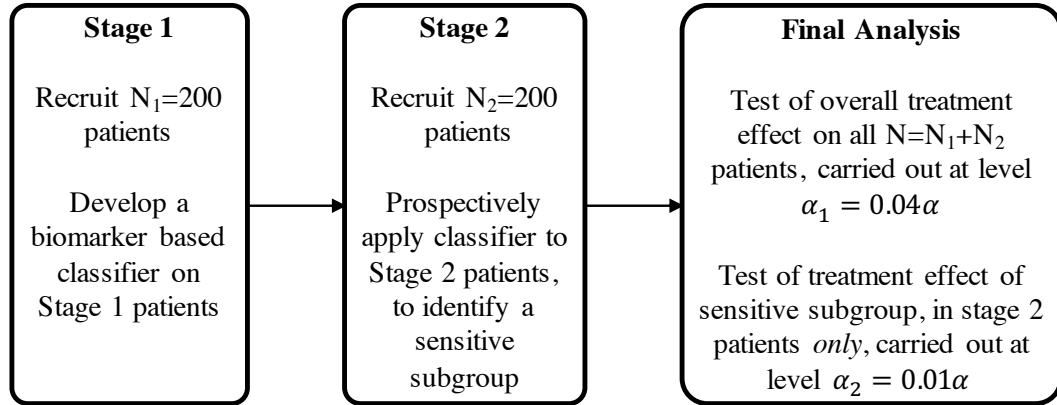 Stage 1
Recruit N₁=200
patients
Develop a
biomarker based
classifier on
Stage 1 patients
Stage 2
Recruit N₂=200
patients
Prospectively
apply classifier to
Stage 2 patients,
to identify a
sensitive
subgroup
Final Analysis
Test of overall treatment
effect on all N=N₁+N₂
patients, carried out at level
α₁ = 0.04α
Test of treatment effect of
sensitive subgroup, in stage 2
patients only, carried out at
level α₂ = 0.01α